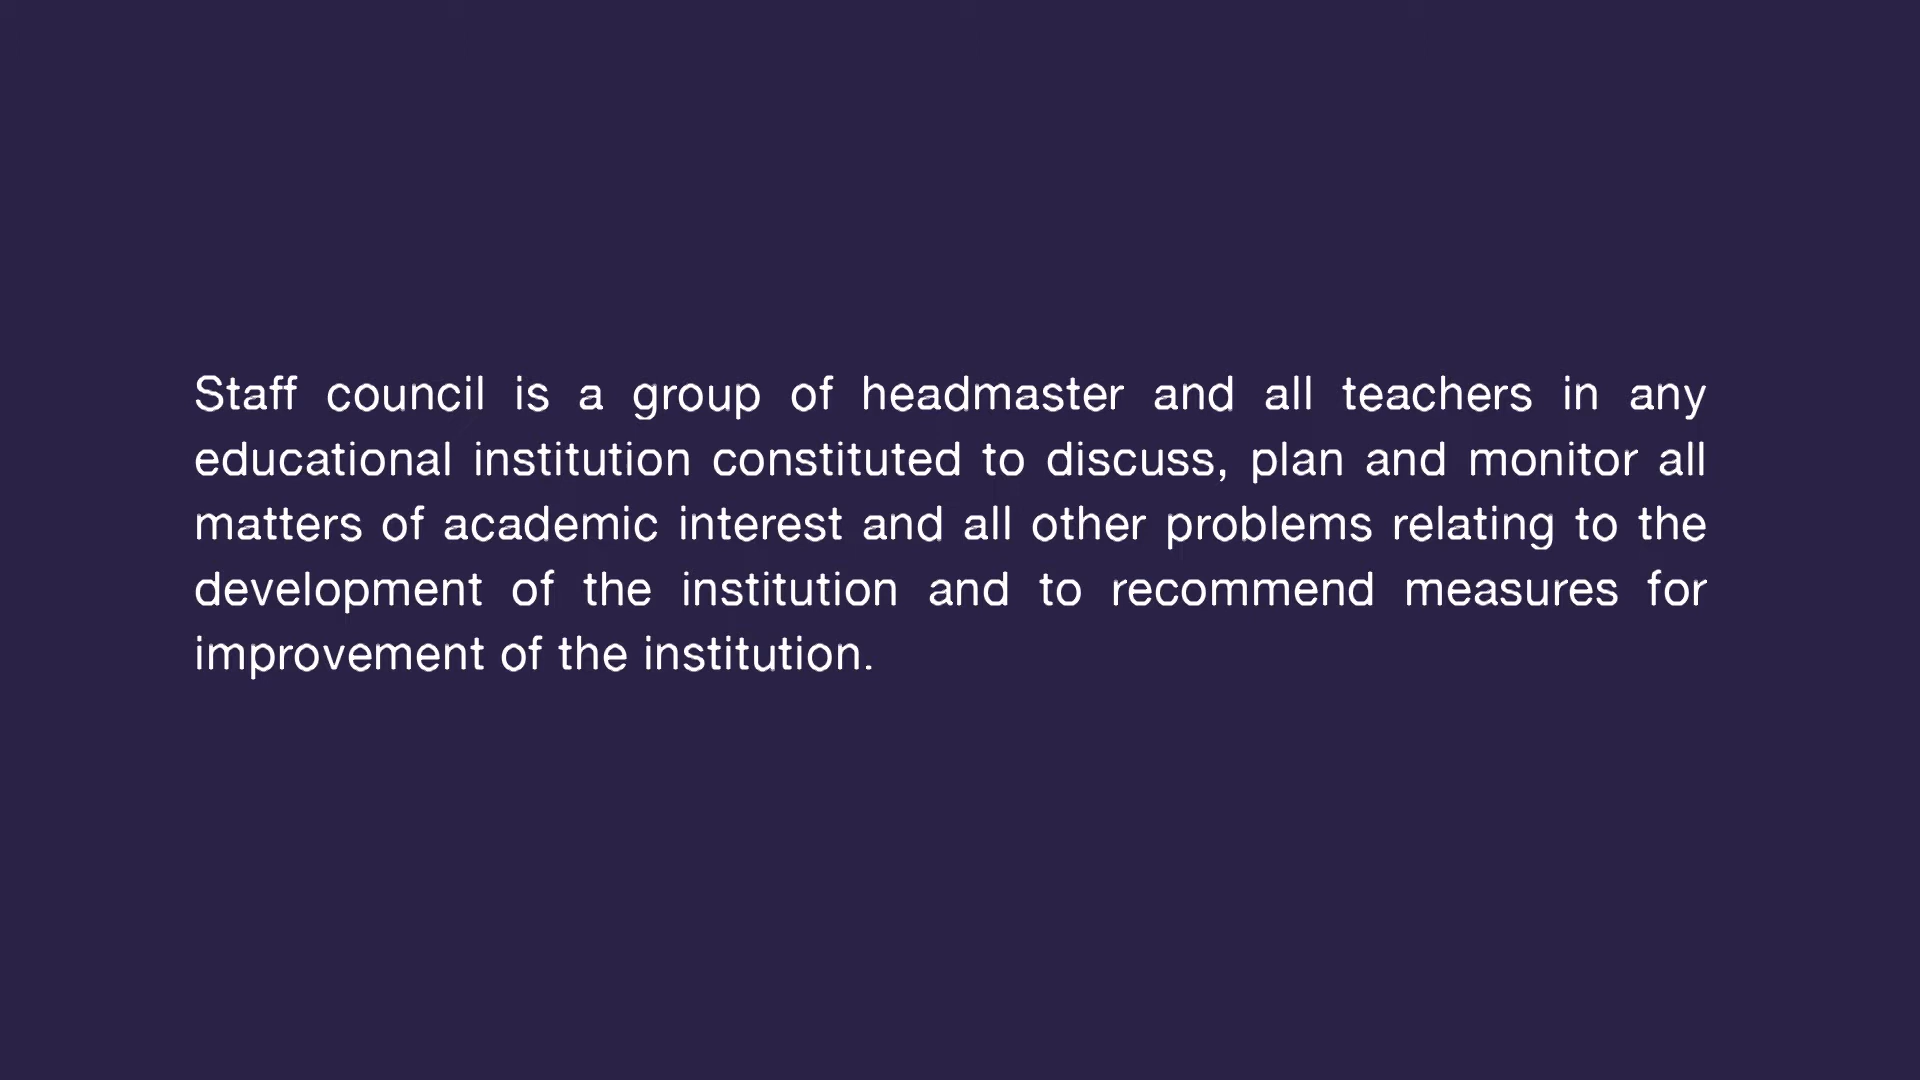 Staff council is a group of headmaster and all teachers in any
educational institution constituted to discuss, plan and monitor all
matters of academic interest and all other problems relating to the
development of the institution and to recommend measures for
improvement of the institution.